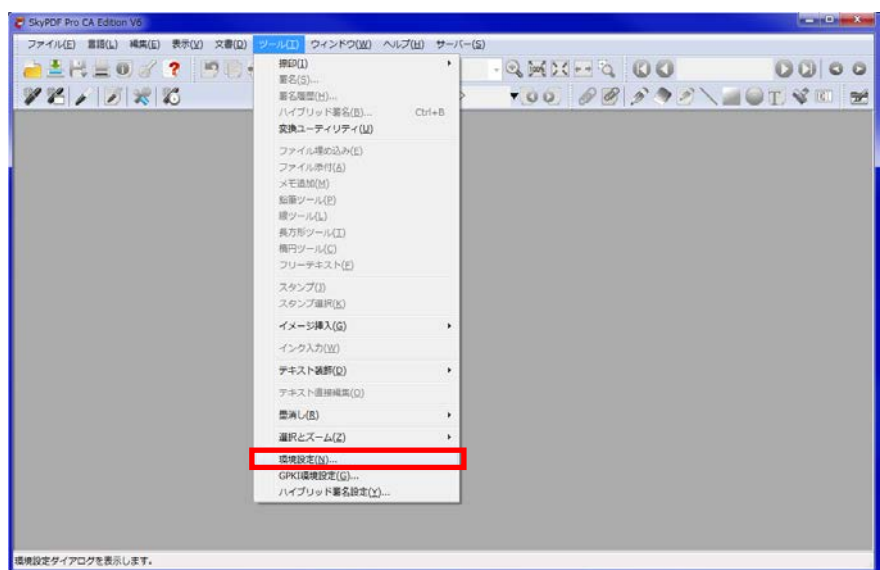 SkyPDF Pro CA Edition V6
ファイル(F) 言語(L) 編集(E) 表示(V) 文書(D) ツール(T) ウィンドウ(W) ヘルプ(H) サーバー(S)
押印(I)
署名(S)...
署名履歴(H)...
ハイブリッド署名(B)... Ctrl+B
変換ユーティリティ(U)
ファイル埋め込み(E)
ファイル添付(A)
メモ追加(M)
鉛筆ツール(P)
線ツール(L)
長方形ツール(T)
楕円ツール(C)
フリーテキスト(F)
スタンプ(J)
スタンプ選択(K)
イメージ挿入(G)
インク入力(W)
テキスト装飾(D)
テキスト直接編集(O)
墨消し(R)
選択とズーム(Z)
環境設定(N)...
GPKI環境設定(G)...
ハイブリッド署名設定(Y)...
環境設定ダイアログを表示します。